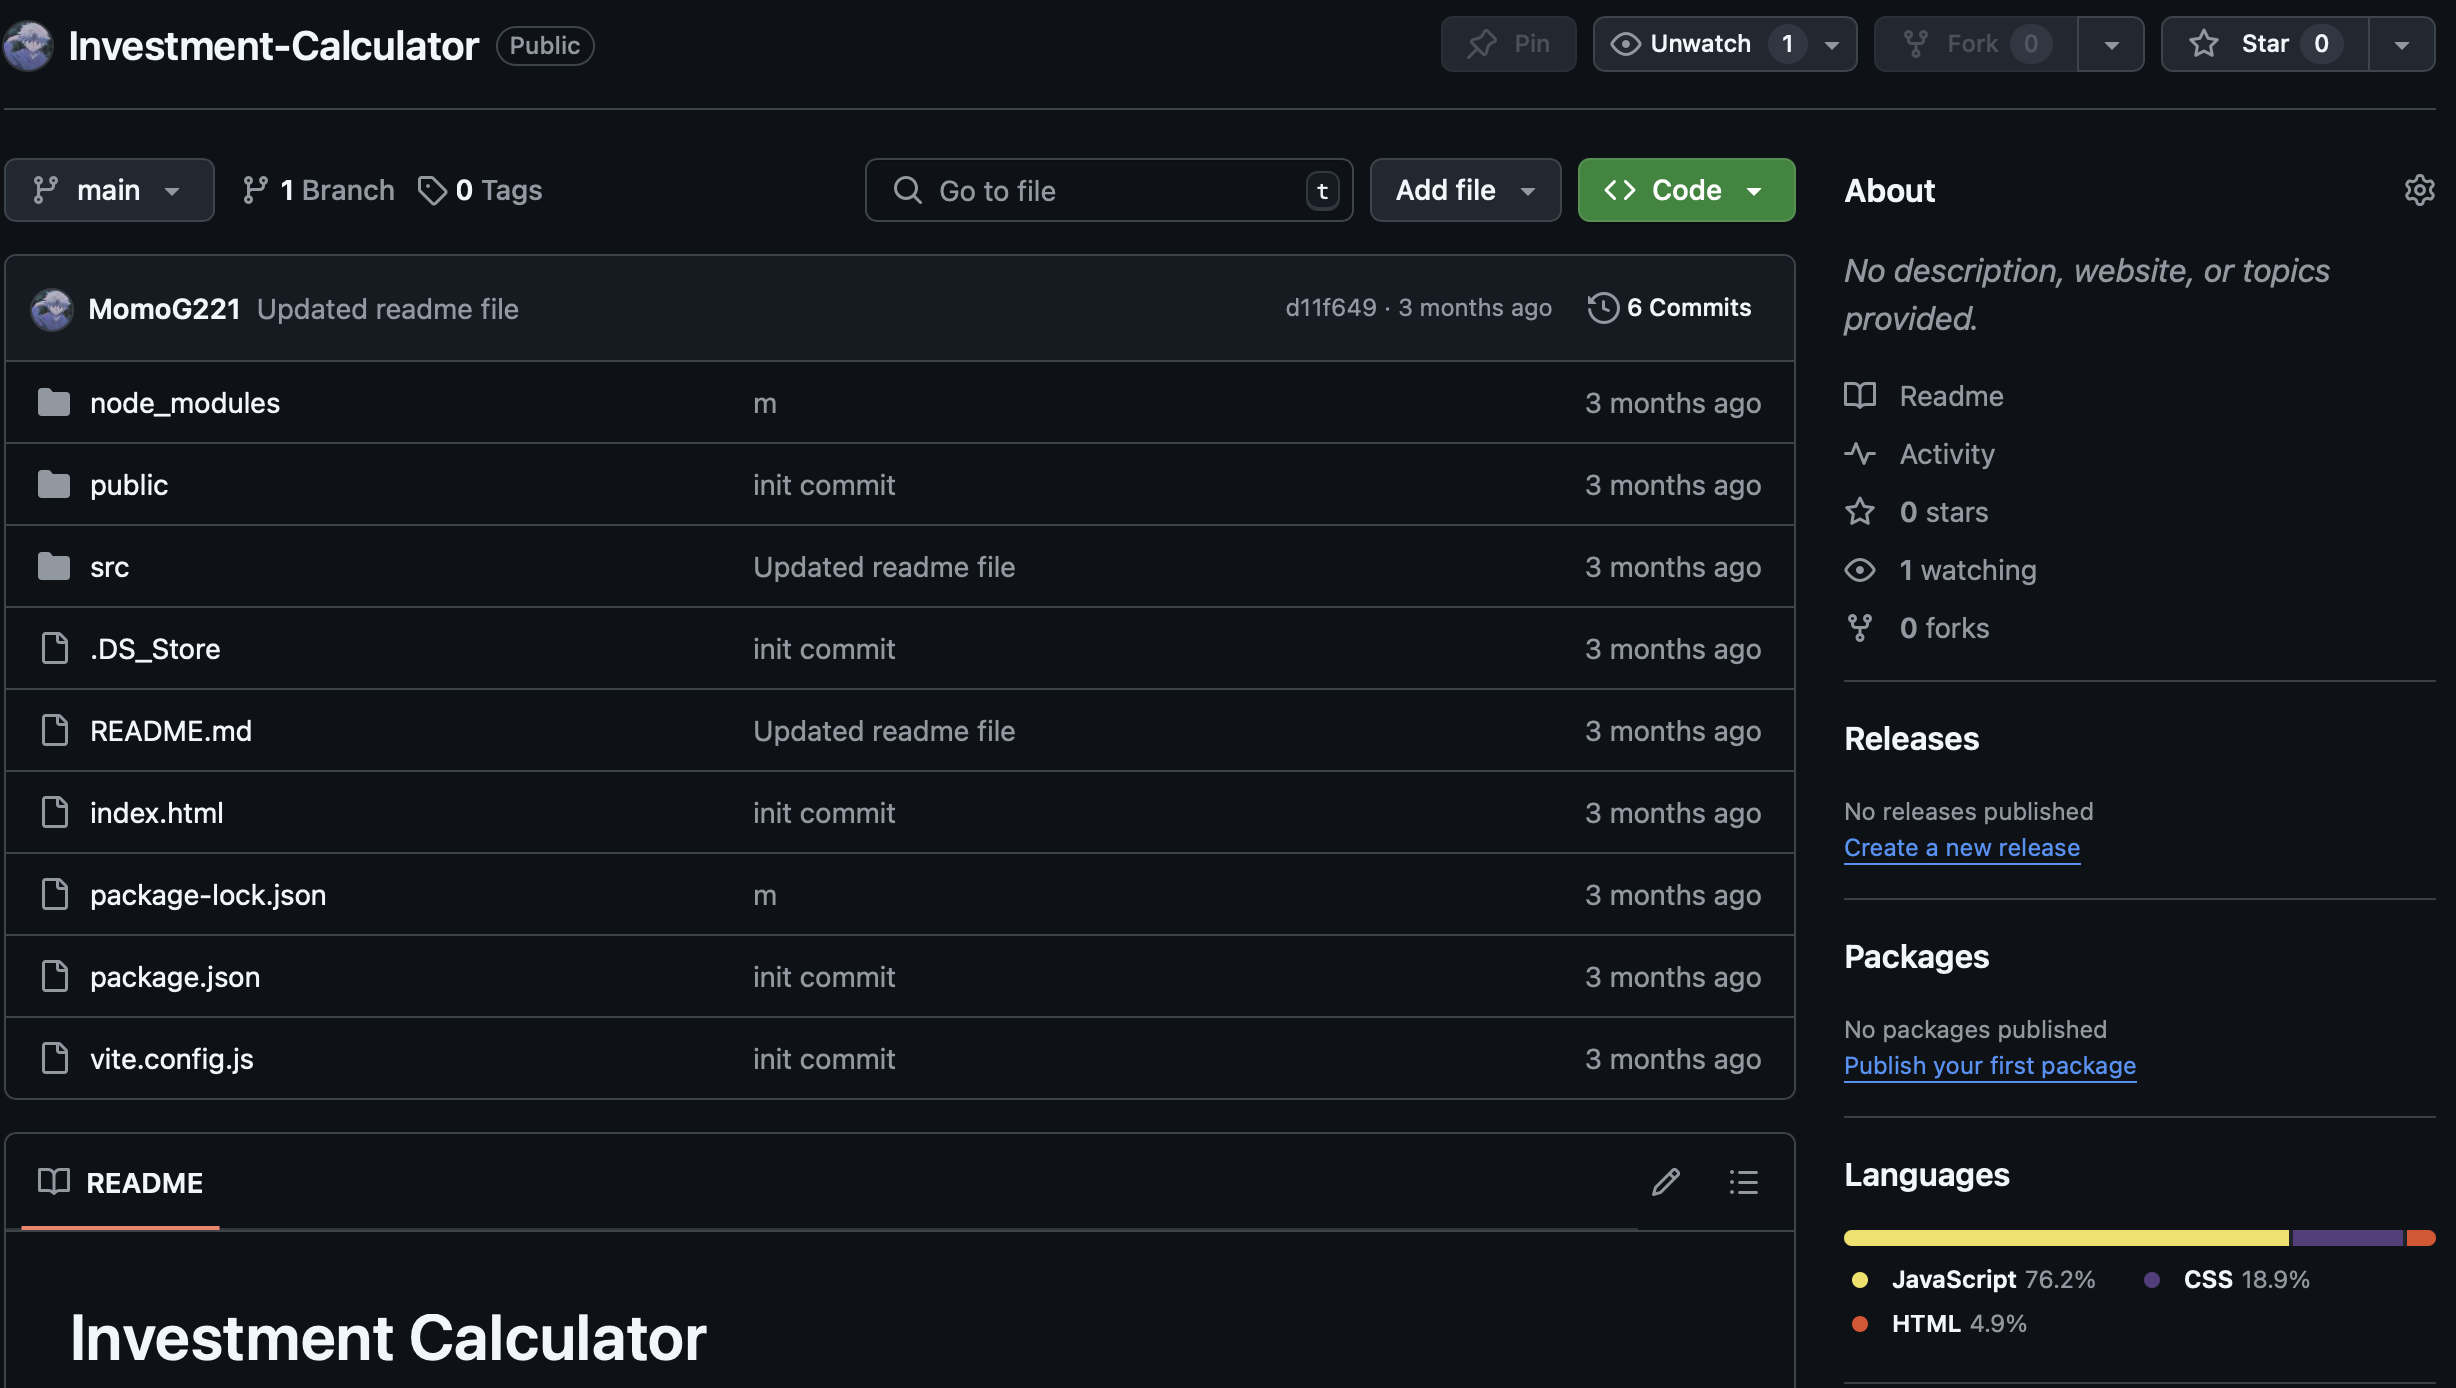 Investment-Calculator Public
Pin
Unwatch 1
Fork 0
Star 0
main
1 Branch
0 Tags
Go to file t
Add file
Code
MomoG221 Updated readme file d11f649 · 3 months ago 6 Commits
node_modules m 3 months ago
public init commit 3 months ago
src Updated readme file 3 months ago
.DS_Store init commit 3 months ago
README.md Updated readme file 3 months ago
index.html init commit 3 months ago
package-lock.json m 3 months ago
package.json init commit 3 months ago
vite.config.js init commit 3 months ago
README
Investment Calculator
About
No description, website, or topics
provided.
Readme
Activity
0 stars
1 watching
0 forks
Releases
No releases published
Create a new release
Packages
No packages published
Publish your first package
Languages
JavaScript 76.2% CSS 18.9%
HTML 4.9%